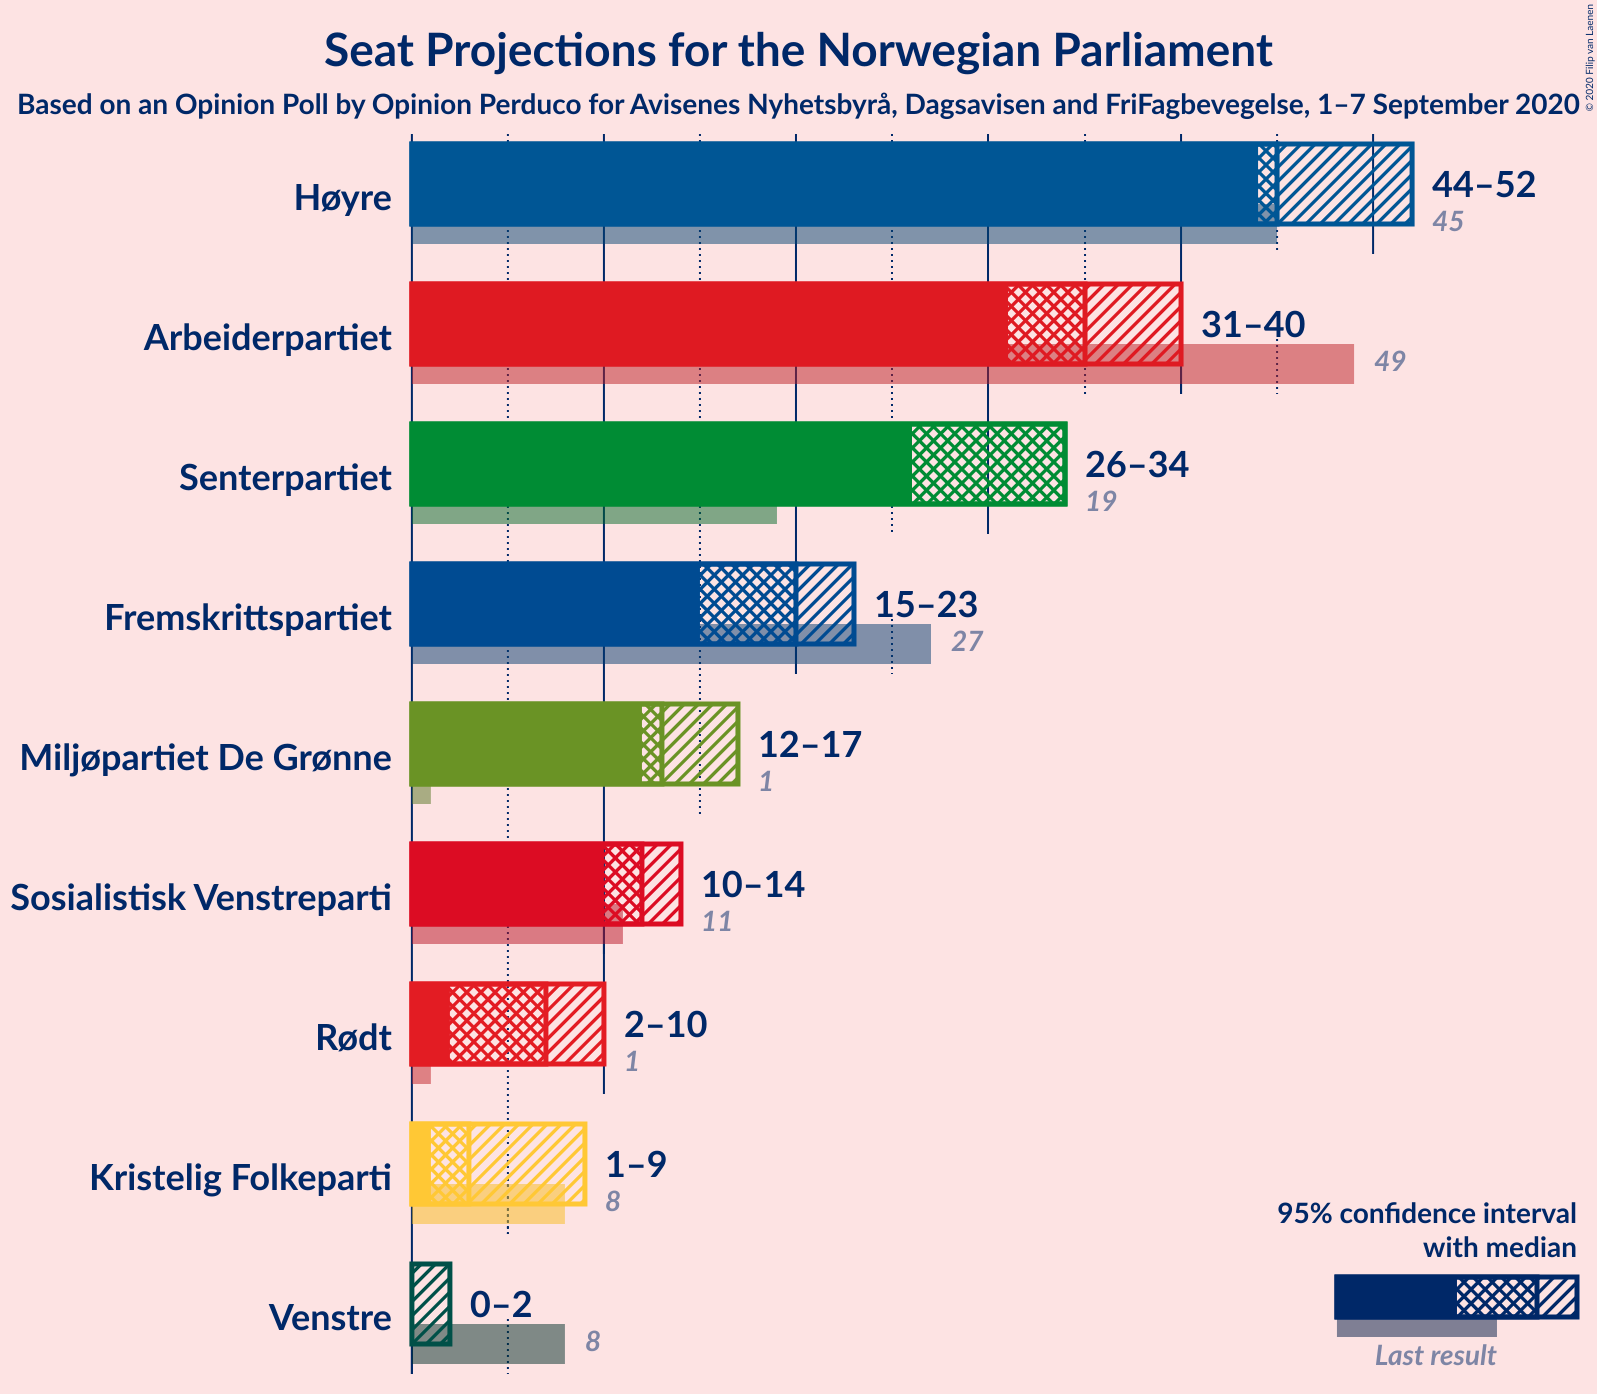 Seat Projections for the Norwegian Parliament
Based on an Opinion Poll by Opinion Perduco for Avisenes Nyhetsbyrå, Dagsavisen and FriFagbevegelse, 1–7 September 2020
© 2020 Filip van Laenen
Høyre
44–52
45
Arbeiderpartiet
31–40
49
Senterpartiet
26–34
19
Fremskrittspartiet
15–23
27
Miljøpartiet De Grønne
12–17
1
Sosialistisk Venstreparti
10–14
11
Rødt
2–10
1
Kristelig Folkeparti
1–9
8
Venstre
0–2
8
95% confidence interval
with median
Last result